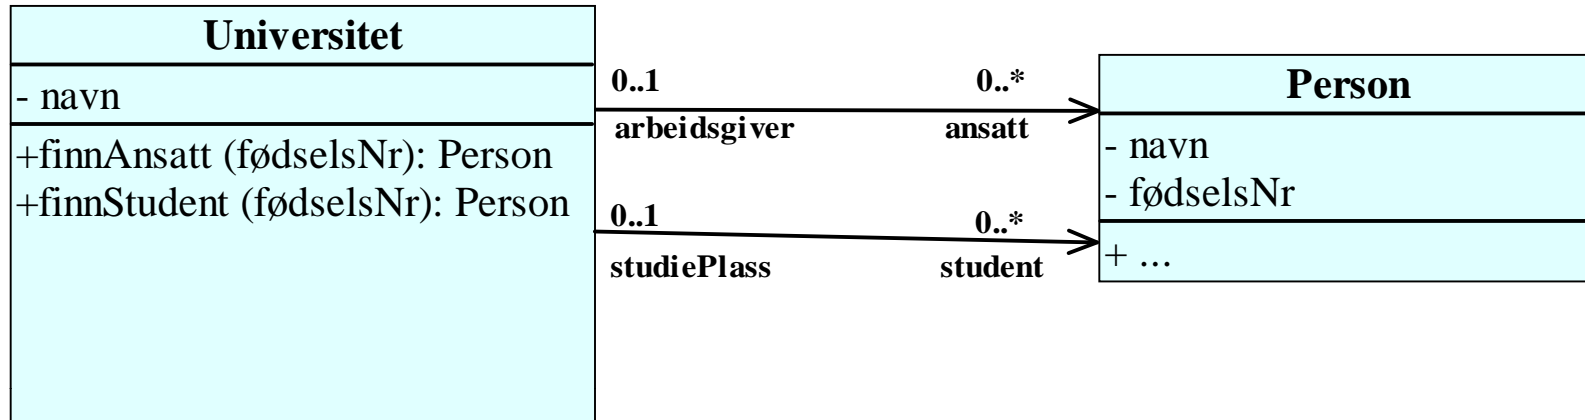 Universitet
- navn
+finnAnsatt (fødselsNr): Person
+finnStudent (fødselsNr): Person
0..1
0..*
arbeidsgiver
ansatt
0..1
0..*
studiePlass
student
Person
- navn
- fødselsNr
+ ...